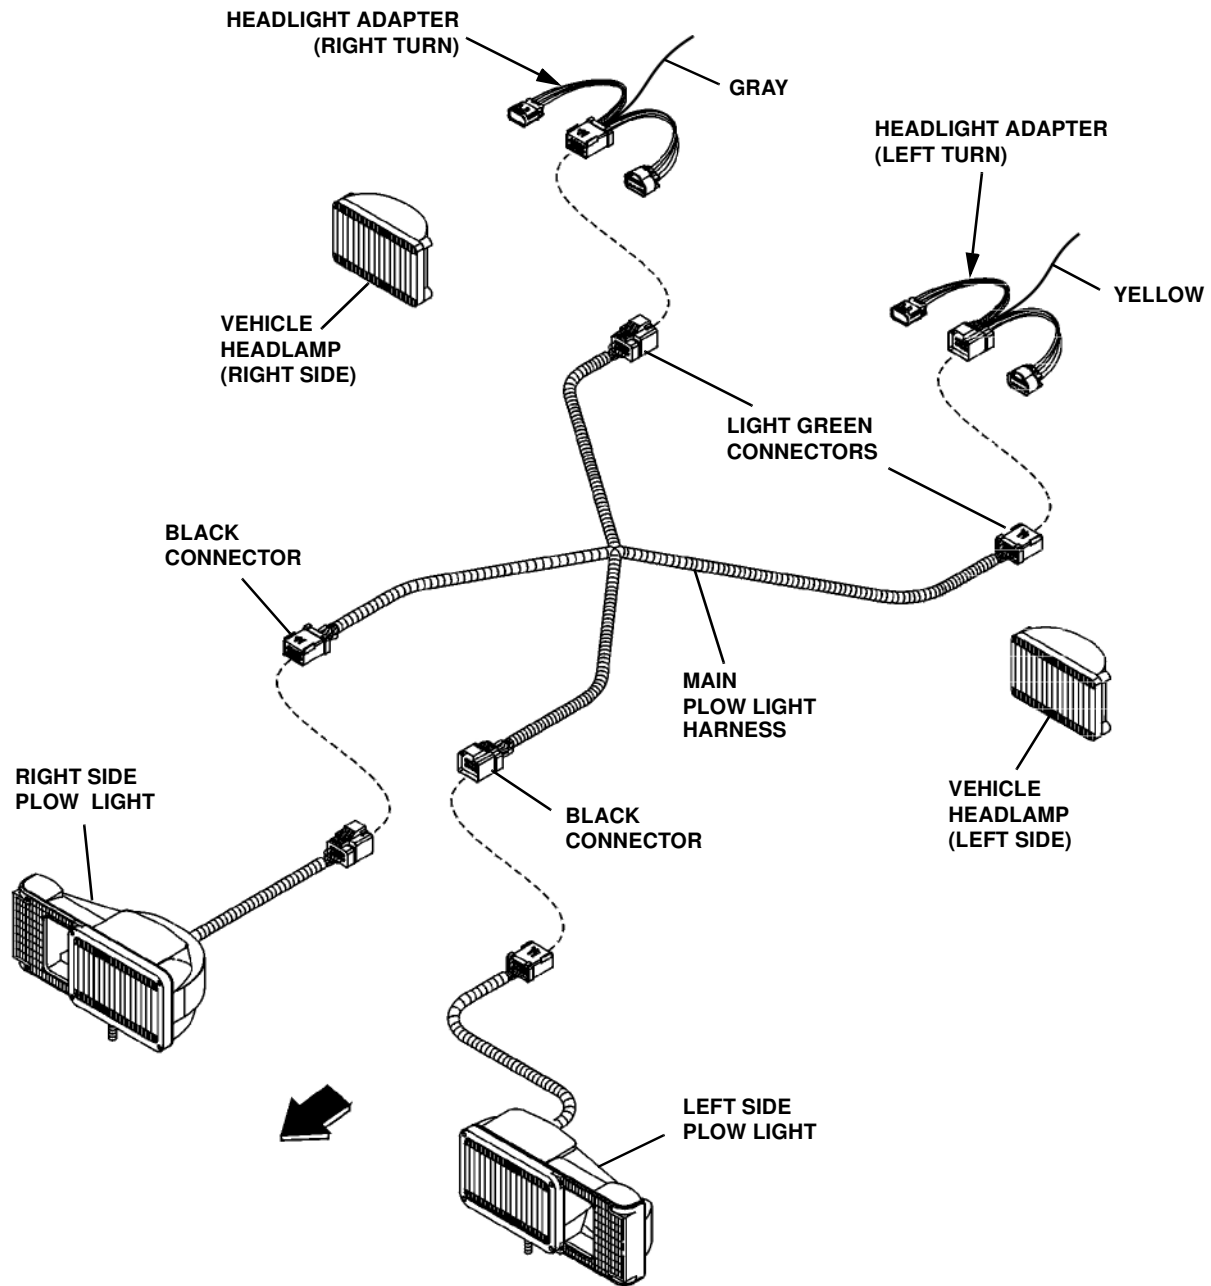 HEADLIGHT ADAPTER
(RIGHT TURN)
GRAY
HEADLIGHT ADAPTER
(LEFT TURN)
YELLOW
VEHICLE
HEADLAMP
(RIGHT SIDE)
LIGHT GREEN
CONNECTORS
BLACK
CONNECTOR
MAIN
PLOW LIGHT
HARNESS
RIGHT SIDE
PLOW LIGHT
BLACK
CONNECTOR
VEHICLE
HEADLAMP
(LEFT SIDE)
LEFT SIDE
PLOW LIGHT